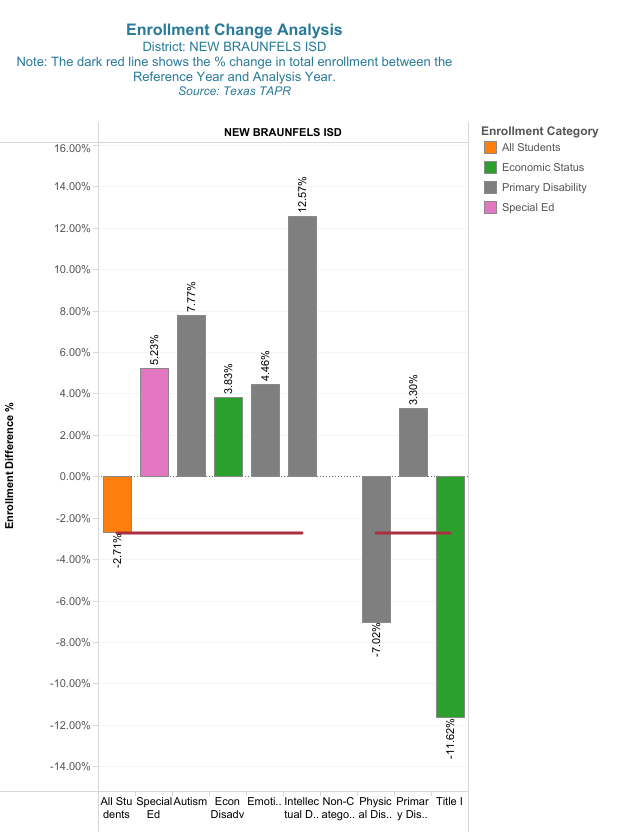 Enrollment Change Analysis
District: NEW BRAUNFELS ISD
Note: The dark red line shows the % change in total enrollment between the
Reference Year and Analysis Year.
Source: Texas TAPR
NEW BRAUNFELS ISD
Enrollment Category
All Students
Economic Status
Primary Disability
Special Ed
Enrollment Difference %
16.00%
14.00%
12.00%
10.00%
8.00%
6.00%
4.00%
2.00%
0.00%
-2.00%
-4.00%
-6.00%
-8.00%
-10.00%
-12.00%
-14.00%
-2.71%
5.23%
7.77%
3.83%
4.46%
12.57%
-7.02%
3.30%
-11.62%
All Stu
dents
Special
Ed
Autism
Econ
Disadv
Emoti..
Intellec
tual D..
Non-C
atego..
Physic
al Dis..
Primar
y Dis..
Title I